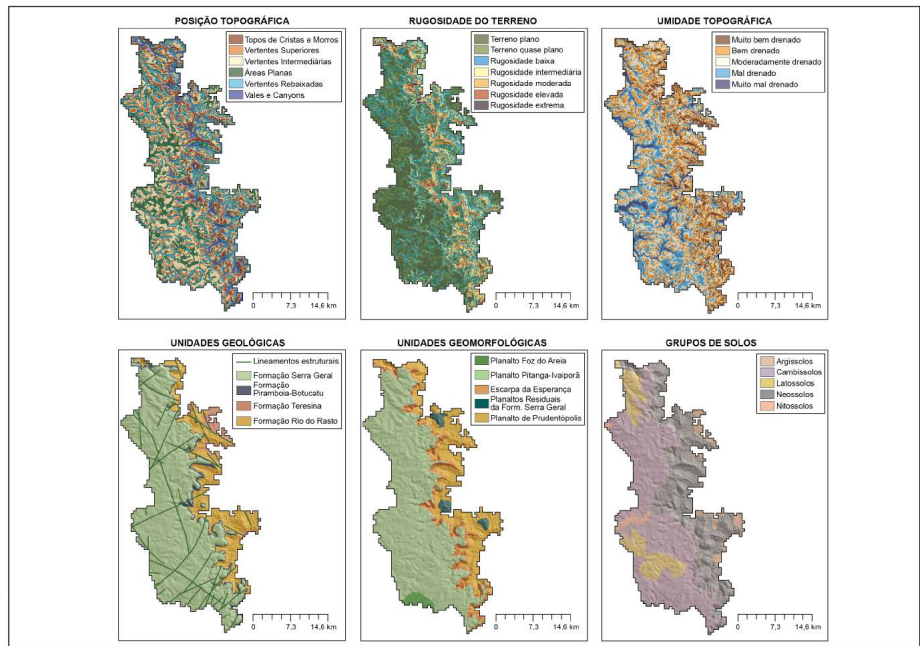 POSIÇÃO TOPOGRÁFICA
Topos de Cristas e Morros
Vertentes Superiores
Vertentes Intermediárias
Áreas Planas
Vertentes Rebaixadas
Vales e Canyons
0 7,3 14,6 km
RUGOSIDADE DO TERRENO
Terreno plano
Terreno quase plano
Rugosidade baixa
Rugosidade intermediária
Rugosidade moderada
Rugosidade elevada
Rugosidade extrema
0 7,3 14,6 km
UMIDADE TOPOGRÁFICA
Muito bem drenado
Bem drenado
Moderadamente drenado
Mal drenado
Muito mal drenado
0 7,3 14,6 km
UNIDADES GEOLÓGICAS
Lineamentos estruturais
Formação Serra Geral
Formação
Piramboia-Botucatu
Formação Teresina
Formação Rio do Rasto
0 7,3 14,6 km
UNIDADES GEOMORFOLÓGICAS
Planalto Foz do Areia
Planalto Pitanga-Ivaiporã
Escarpa da Esperança
Planaltos Residuais
da Form. Serra Geral
Planalto de Prudentópolis
0 7,3 14,6 km
GRUPOS DE SOLOS
Argissolos
Cambissolos
Latossolos
Neossolos
Nitossolos
0 7,3 14,6 km